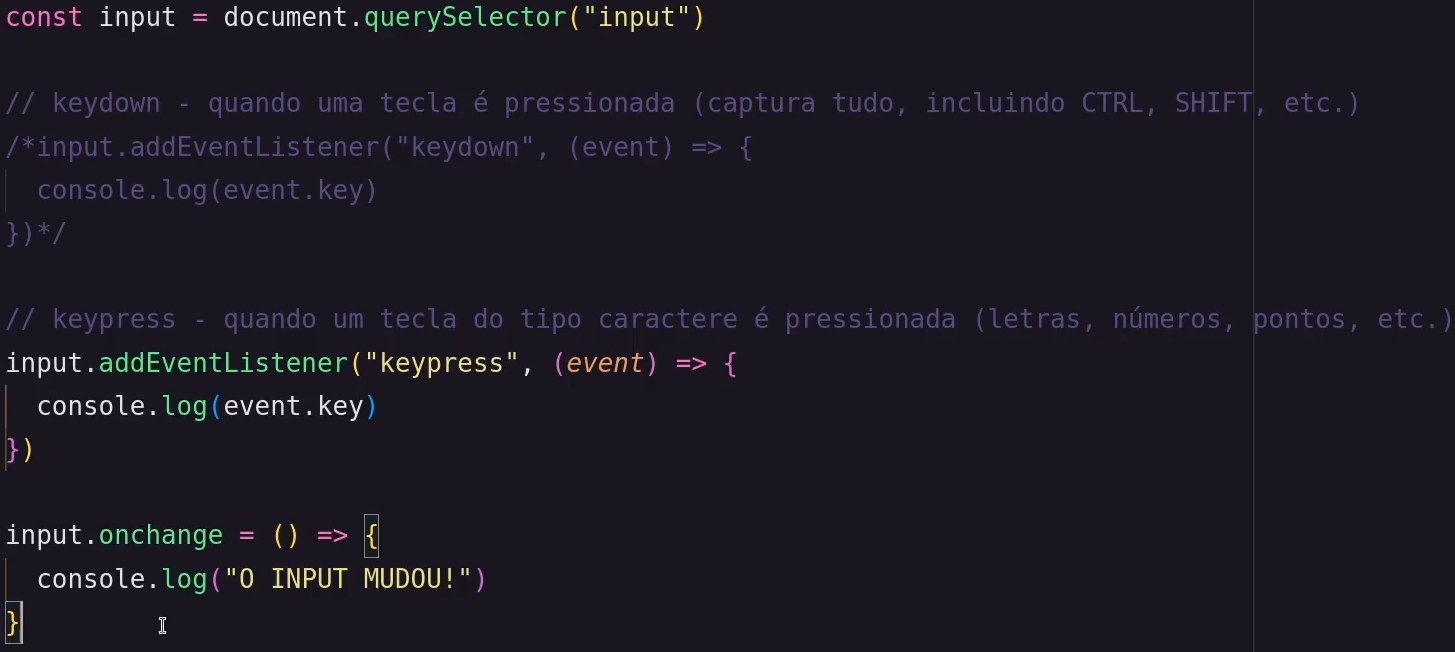 const input = document.querySelector("input")
// keydown - quando uma tecla é pressionada (captura tudo, incluindo CTRL, SHIFT, etc.)
/*input.addEventListener("keydown", (event) => {
  console.log(event.key)
})*/
// keypress - quando um tecla do tipo caractere é pressionada (letras, números, pontos, etc.)
input.addEventListener("keypress", (event) => {
  console.log(event.key)
})
input.onchange = () => {
  console.log("O INPUT MUDOU!")
}